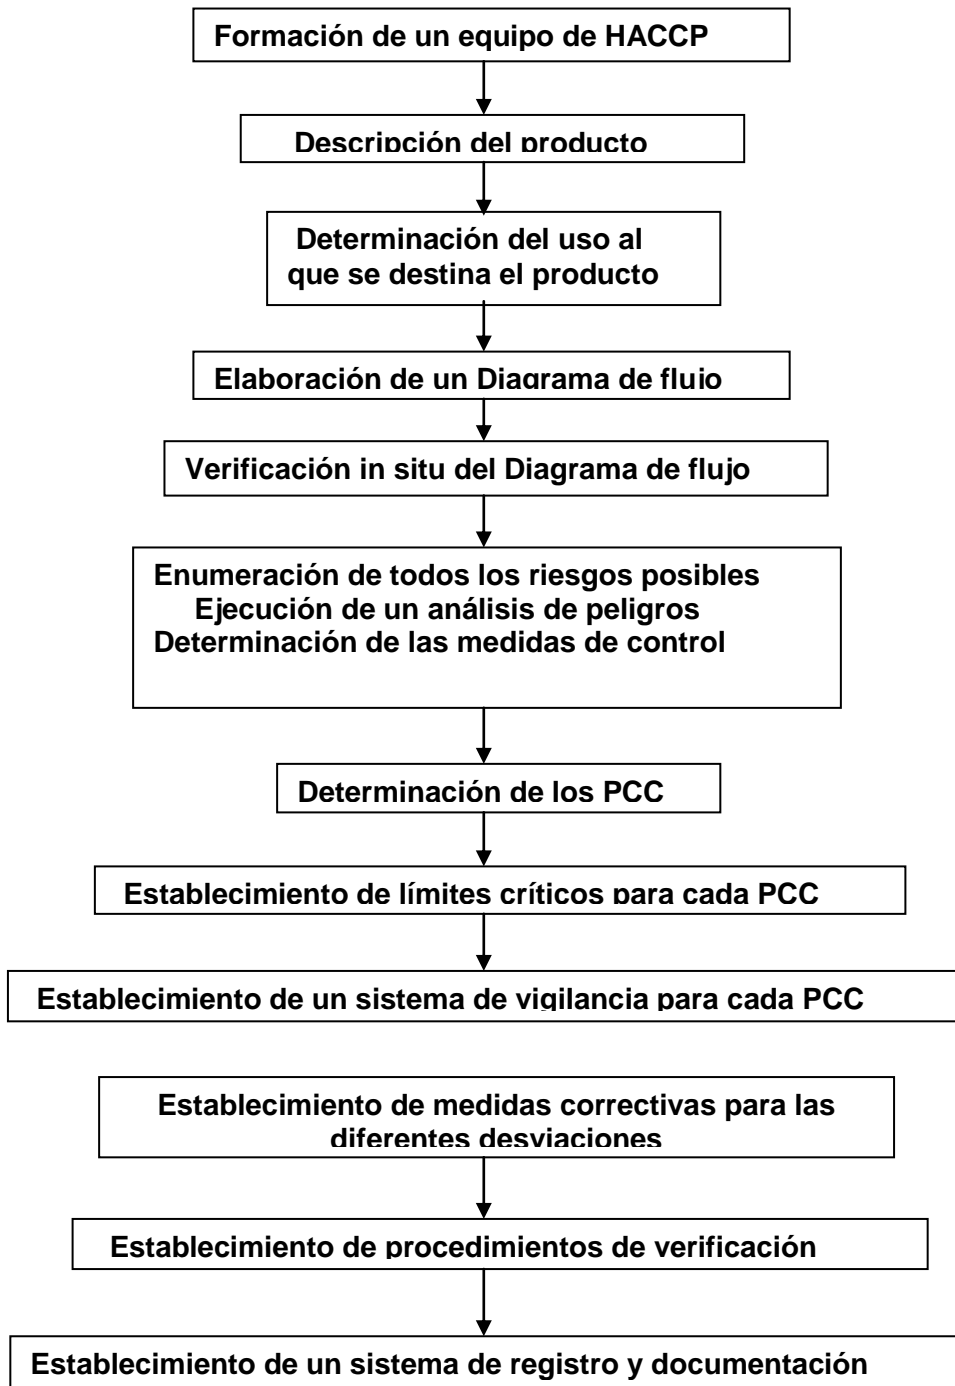 Formación de un equipo de HACCP
Descripción del producto
Determinación del uso al
que se destina el producto
Elaboración de un Diagrama de flujo
Verificación in situ del Diagrama de flujo
Enumeración de todos los riesgos posibles
Ejecución de un análisis de peligros
Determinación de las medidas de control
Determinación de los PCC
Establecimiento de límites críticos para cada PCC
Establecimiento de un sistema de vigilancia para cada PCC
Establecimiento de medidas correctivas para las
diferentes desviaciones
Establecimiento de procedimientos de verificación
Establecimiento de un sistema de registro y documentación